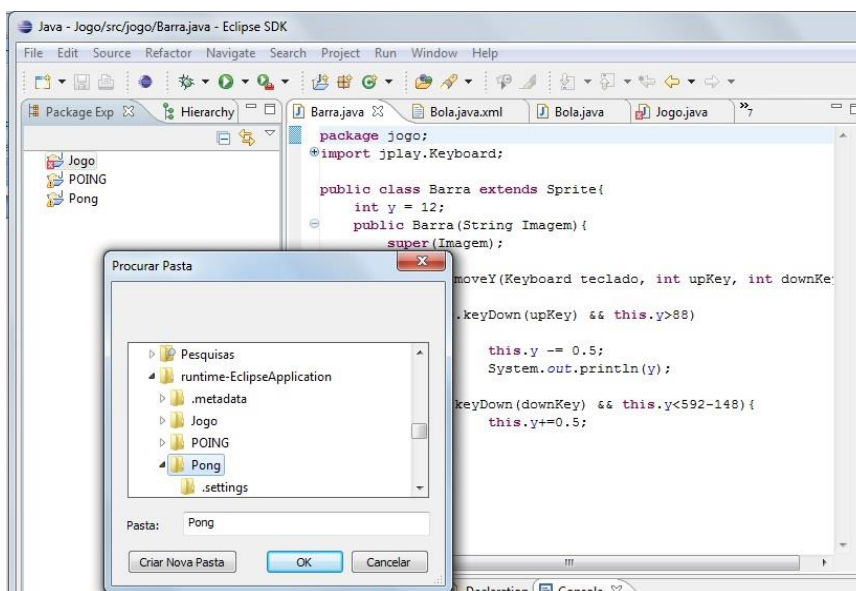 Java - Jogo/src/jogo/Barra.java - Eclipse SDK
File Edit Source Refactor Navigate Search Project Run Window Help
Package Exp Hierarchy
Barra.java Bola.java.xml Bola.java Jogo.java »7
Jogo
POING
Pong
package jogo;
import jplay.Keyboard;
public class Barra extends Sprite{
int y = 12;
public Barra(String Imagem){
super(Imagem);
moveY(Keyboard teclado, int upKey, int downKe
.keyDown(upKey) && this.y>88)
this.y -= 0.5;
System.out.println(y);
keyDown(downKey) && this.y<592-148){
this.y+=0.5;
Procurar Pasta
Pesquisas
runtime-EclipseApplication
.metadata
Jogo
POING
Pong
.settings
Pasta: Pong
Criar Nova Pasta OK Cancelar
Declaration Console